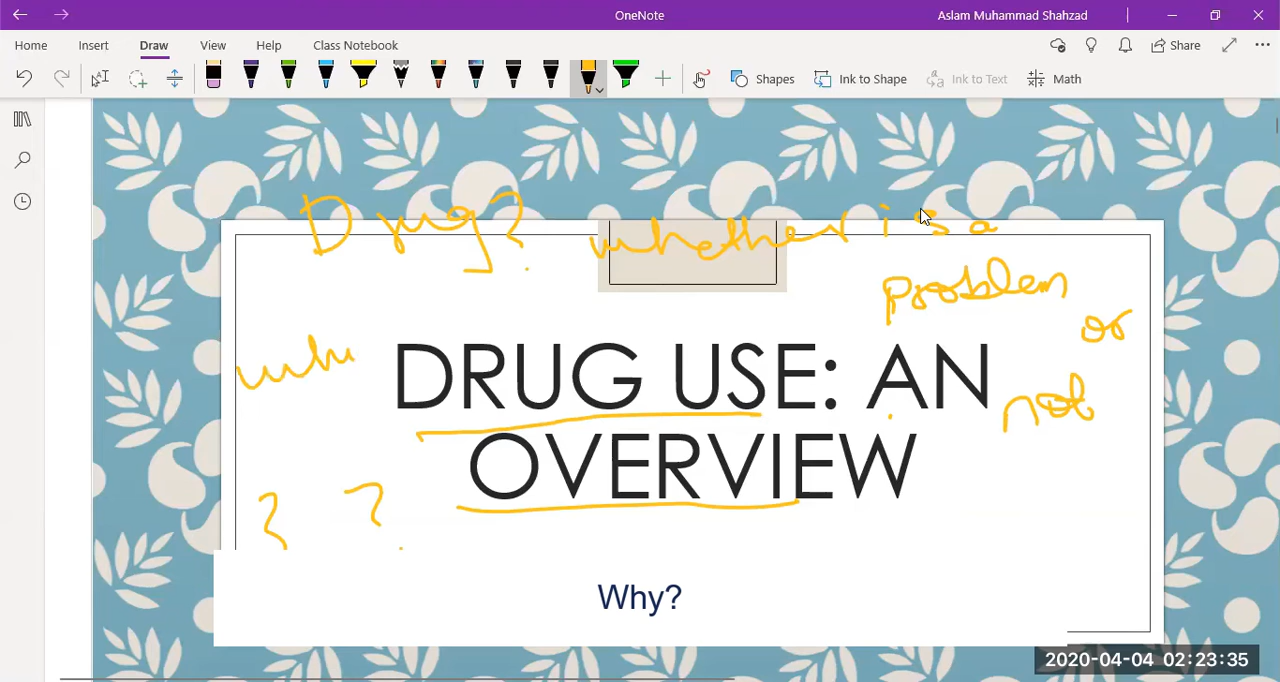 OneNote
Aslam Muhammad Shahzad
Home Insert Draw View Help Class Notebook
Share
Shapes Ink to Shape Ink to Text Math
Drug? whether is a
problem
or
not
DRUG USE: AN
OVERVIEW
?
Why?
2020-04-04 02:23:35